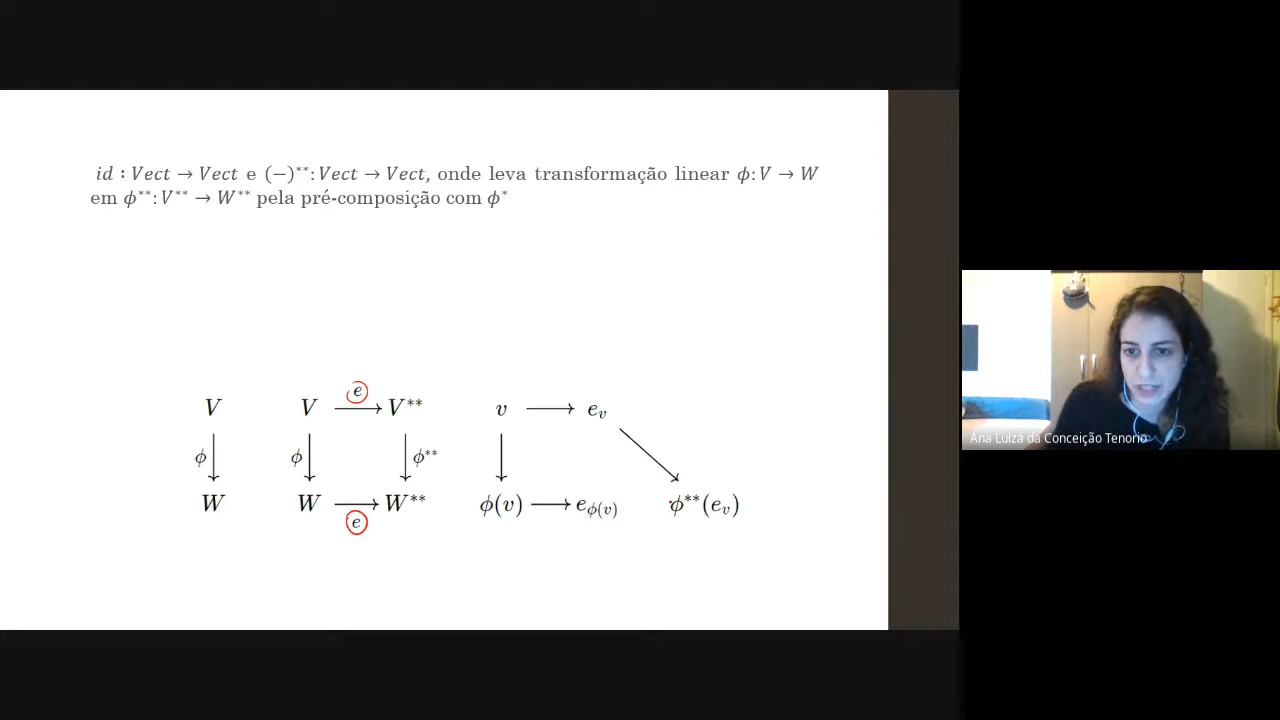 id : Vect → Vect e (−)**: Vect → Vect, onde leva transformação linear ϕ: V → W
em ϕ**: V** → W** pela pré-composição com ϕ*
e
V V V** v e_v
ϕ ϕ ϕ**
W W W** ϕ(v) e_ϕ(v) ϕ**(e_v)
e
Ana Luiza da Conceição Tenorio